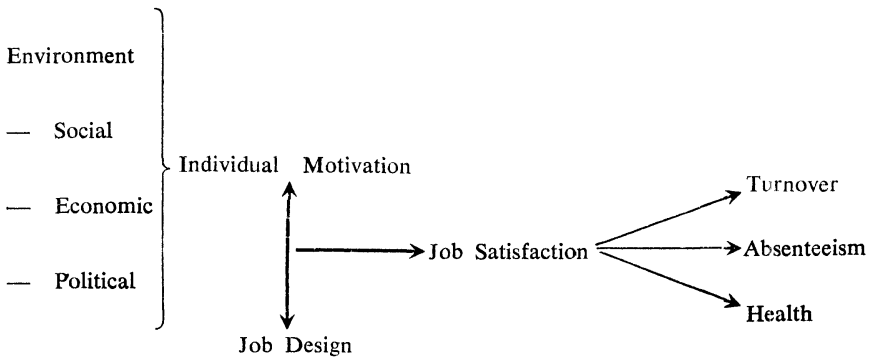 Environment
— Social
— Economic
— Political
Individual Motivation
Job Design
Job Satisfaction
Turnover
Absenteeism
Health